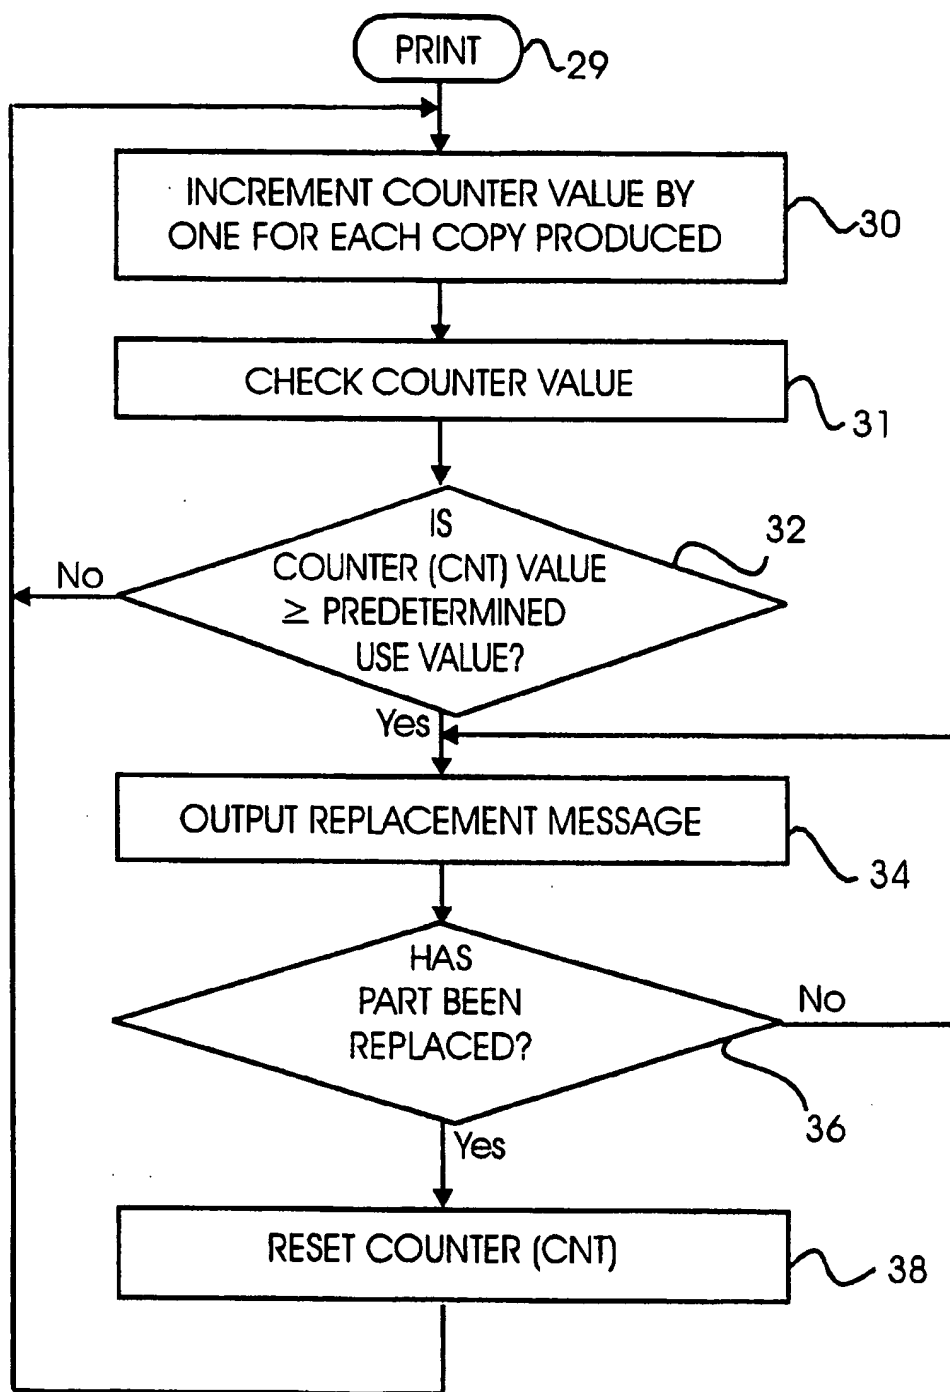 PRINT
29
INCREMENT COUNTER VALUE BY
ONE FOR EACH COPY PRODUCED
30
CHECK COUNTER VALUE
31
IS
COUNTER (CNT) VALUE
≥ PREDETERMINED
USE VALUE?
32
No
Yes
OUTPUT REPLACEMENT MESSAGE
34
HAS
PART BEEN
REPLACED?
No
36
Yes
RESET COUNTER (CNT)
38